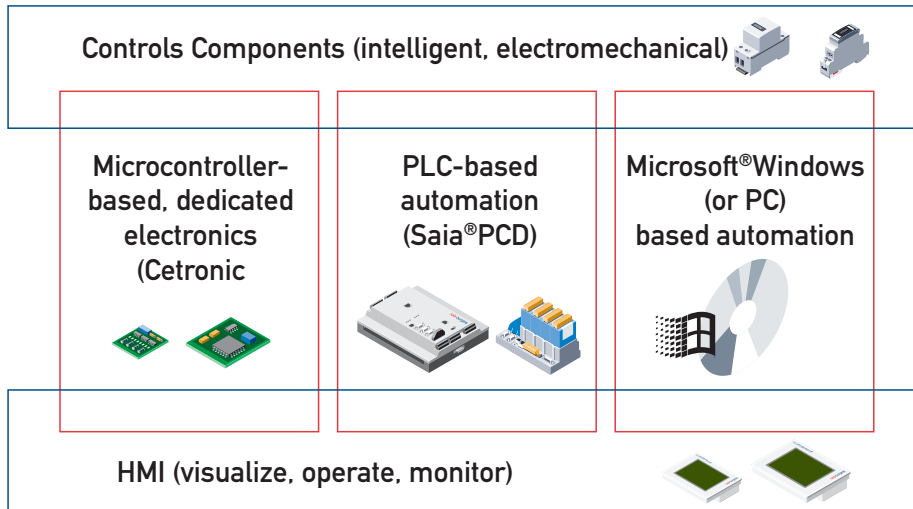 Controls Components (intelligent, electromechanical)
Microcontroller-
based, dedicated
electronics
(Cetronic
PLC-based
automation
(Saia®PCD)
Microsoft®Windows
(or PC)
based automation
HMI (visualize, operate, monitor)